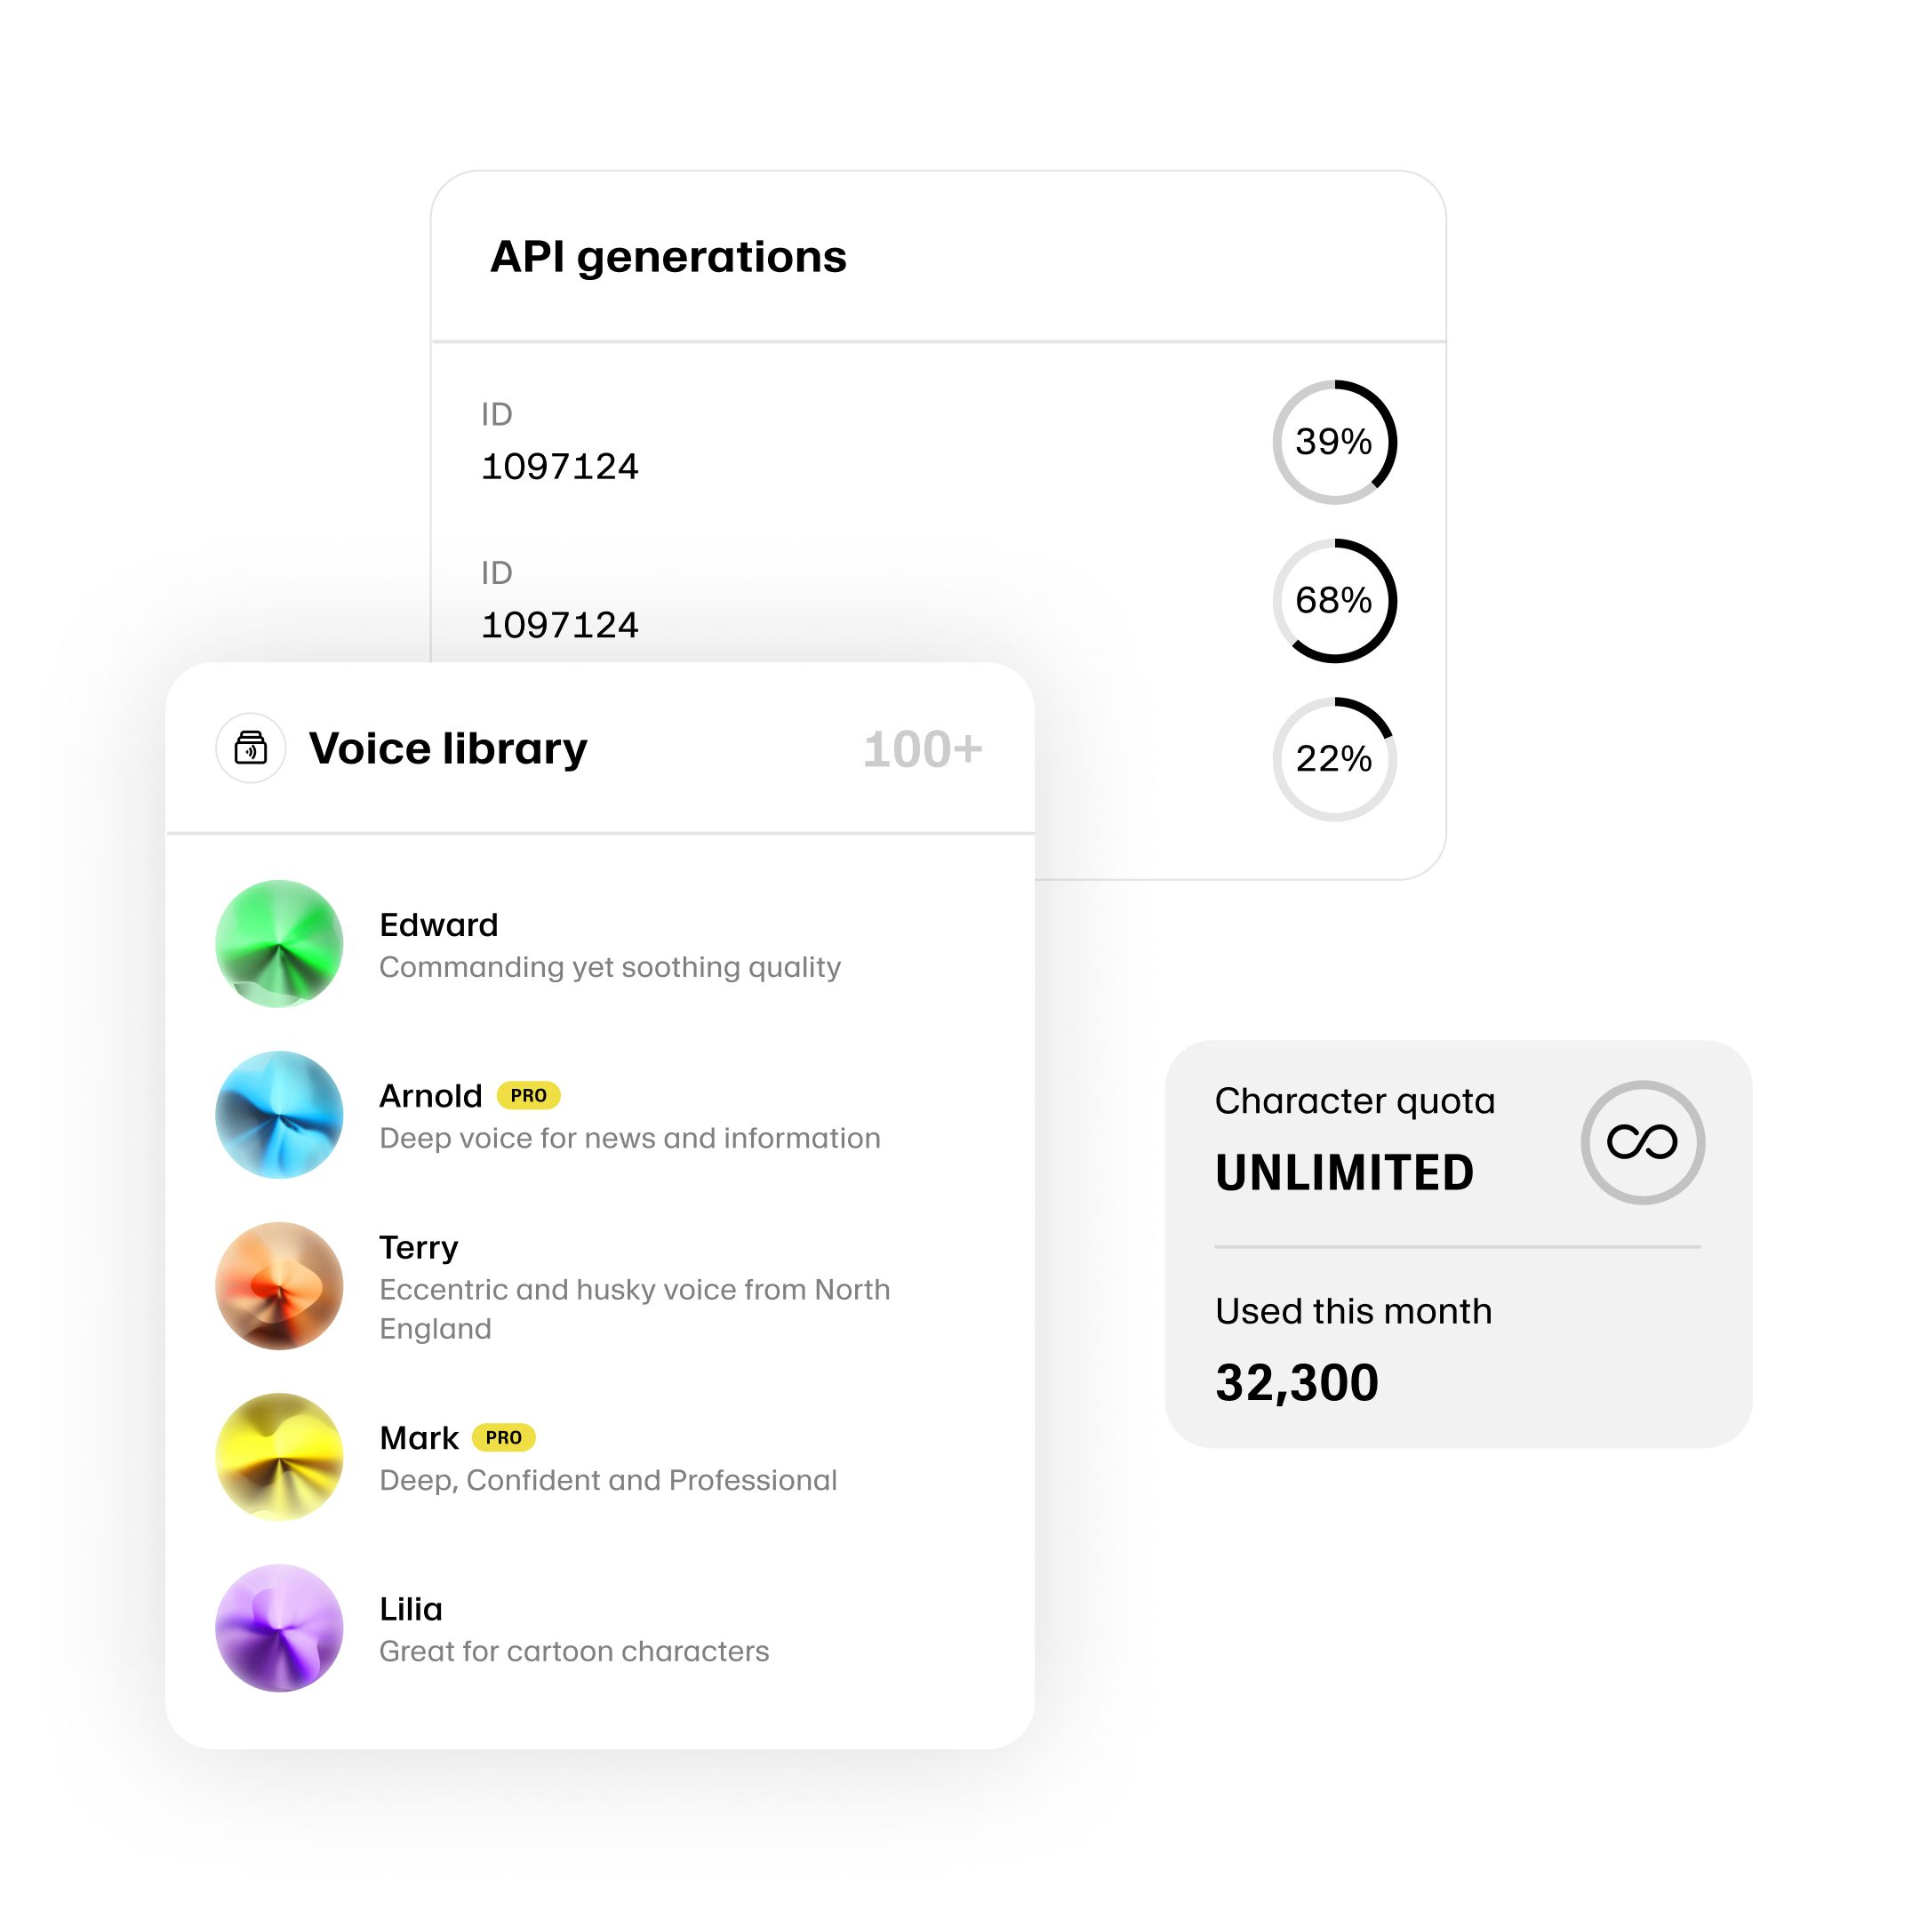 API generations
ID
1097124
39%
ID
1097124
68%
22%
Voice library
100+
Edward
Commanding yet soothing quality
Arnold PRO
Deep voice for news and information
Terry
Eccentric and husky voice from North
England
Mark PRO
Deep, Confident and Professional
Lilia
Great for cartoon characters
Character quota
UNLIMITED
Used this month
32,300